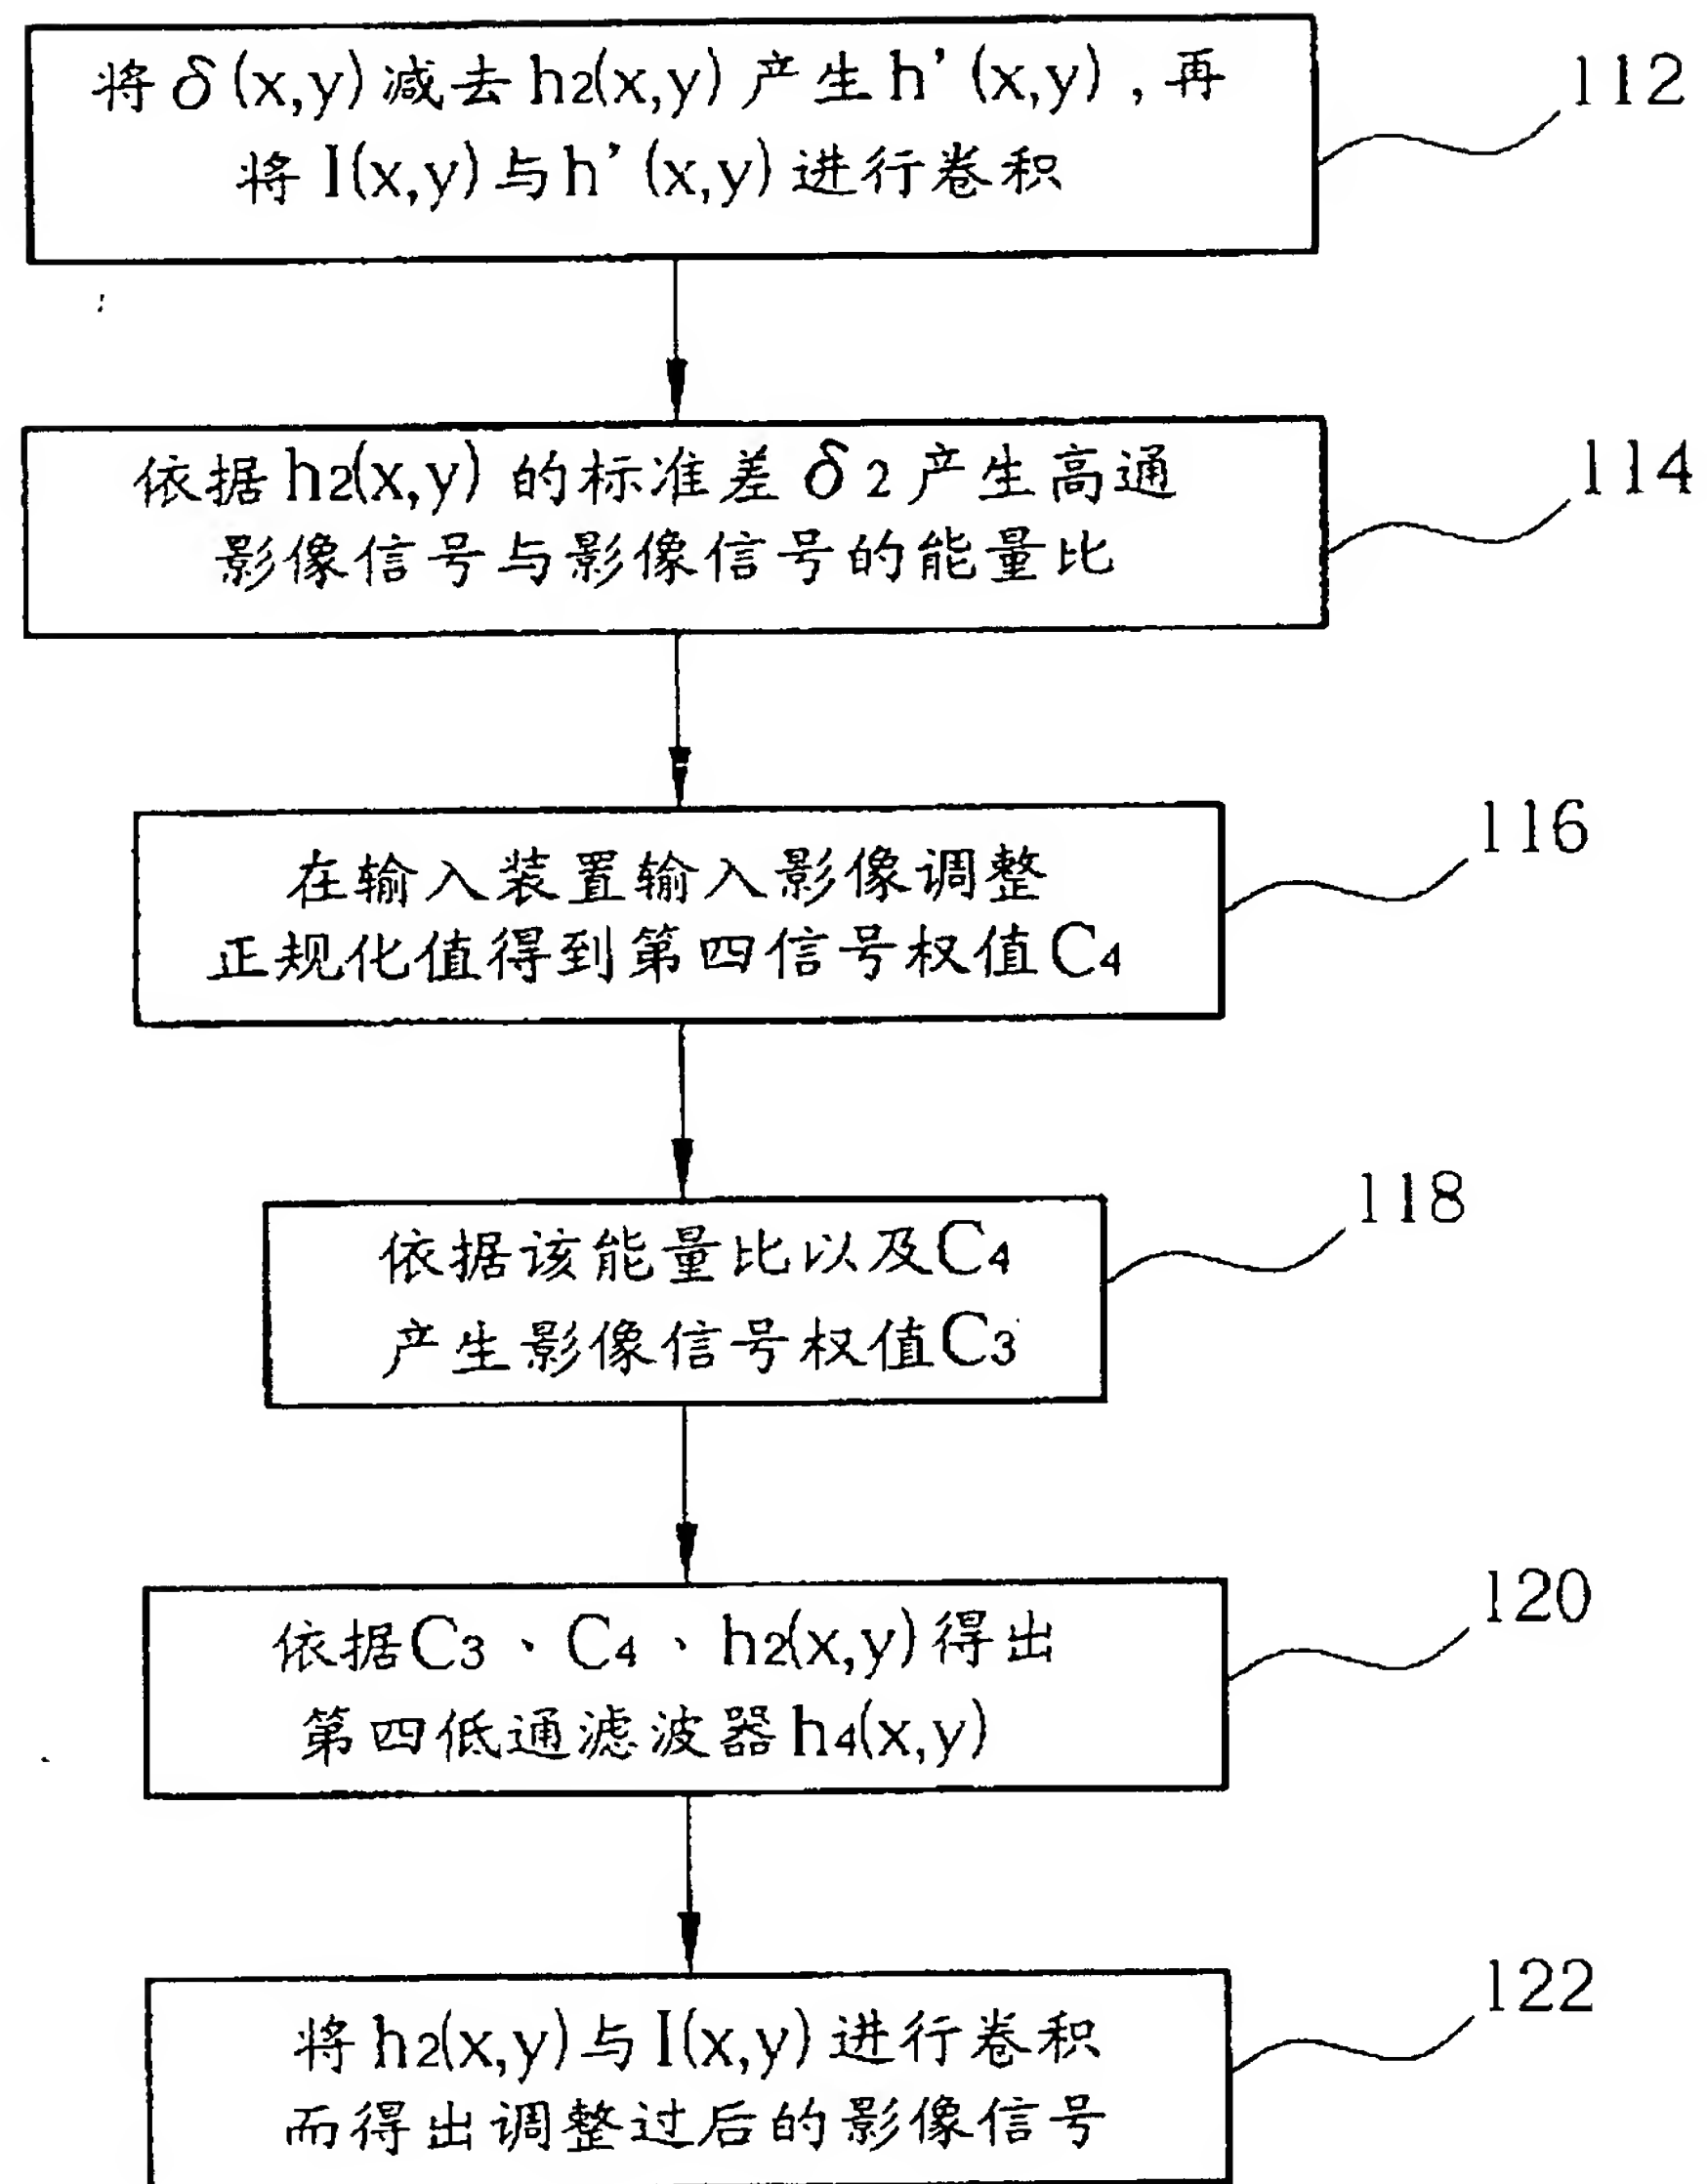 将δ(x,y)减去h2(x,y)产生h'(x,y),再
将I(x,y)与h'(x,y)进行卷积
112
依据h2(x,y)的标准差δ2产生高通
影像信号与影像信号的能量比
114
在输入装置输入影像调整
正规化值得到第四信号权值C4
116
依据该能量比以及C4
产生影像信号权值C3
118
依据C3、C4、h2(x,y)得出
第四低通滤波器h4(x,y)
120
将h2(x,y)与I(x,y)进行卷积
而得出调整过后的影像信号
122